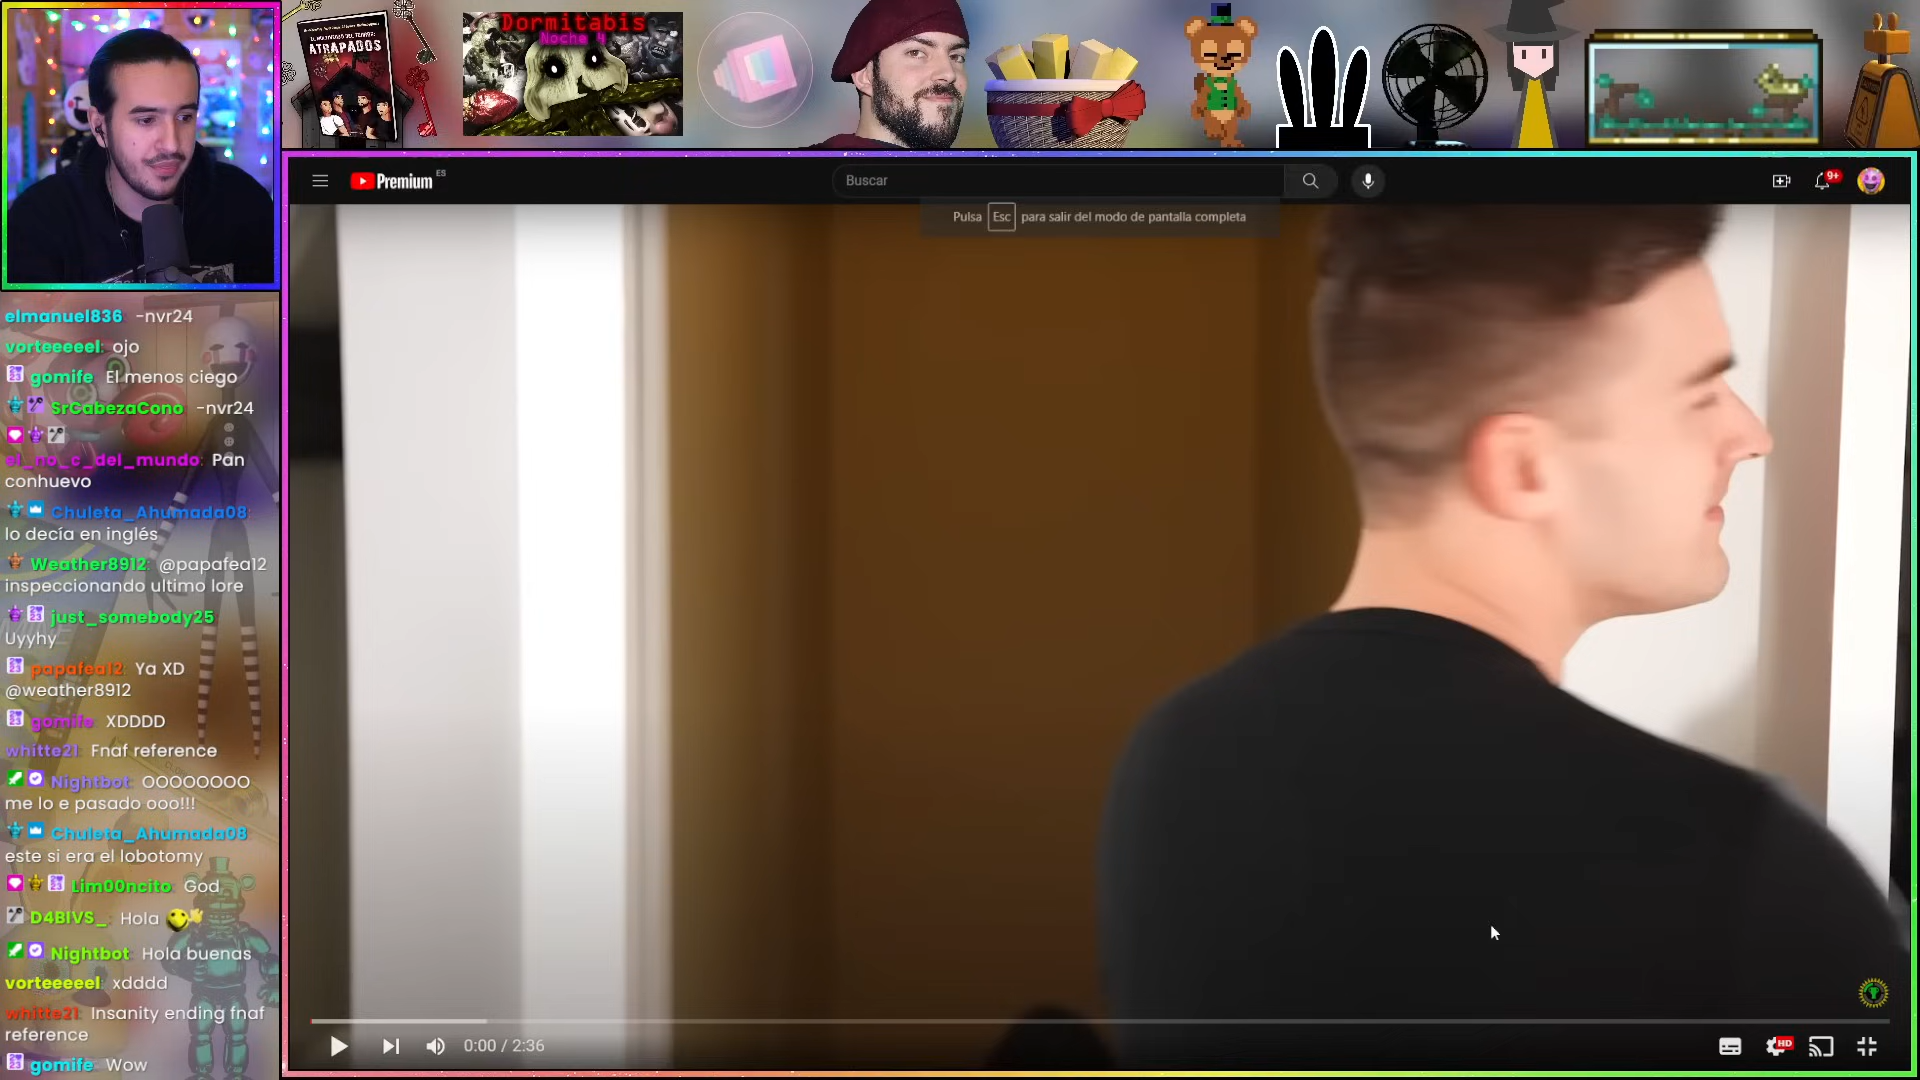 ATRAPADOS
Dormitabis
Noche 4
Premium ES
Buscar
9+
Pulsa Esc para salir del modo de pantalla completa
elmanuel836 -nvr24
vorteeeeel: ojo
gomife El menos ciego
SrCabezaCono -nvr24
el_no_c_del_mundo: Pan
conhuevo
Chuleta_Ahumada08:
lo decía en inglés
Weather8912: @papafea12
inspeccionando ultimo lore
just_somebody25
Uyyhy
papafea12: Ya XD
@weather8912
gomife XDDDD
whitte21: Fnaf reference
Nightbot: OOOOOOOO
me lo e pasado ooo!!!
Chuleta_Ahumada08
este si era el lobotomy
Lim00ncito God
D4BIVS_: Hola
Nightbot Hola buenas
vorteeeeel xdddd
whitte21: Insanity ending fnaf
reference
gomife Wow
0:00 / 2:36
HD